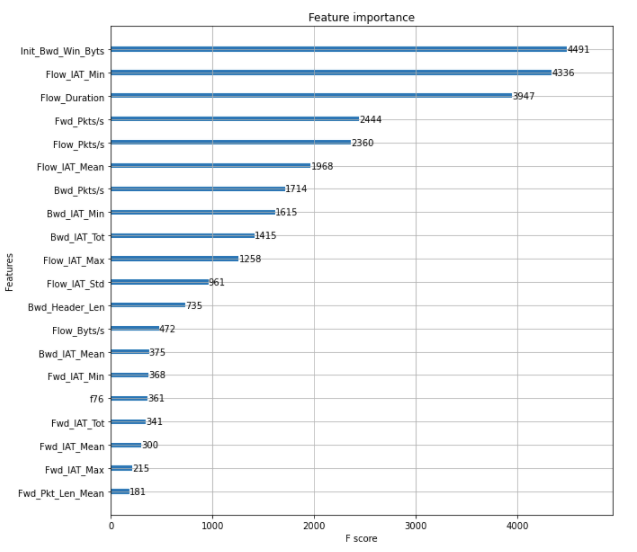 Feature importance
Init_Bwd_Win_Byts 4491
Flow_IAT_Min 4336
Flow_Duration 3947
Fwd_Pkts/s 2444
Flow_Pkts/s 2360
Flow_IAT_Mean 1968
Bwd_Pkts/s 1714
Bwd_IAT_Min 1615
Bwd_IAT_Tot 1415
Flow_IAT_Max 1258
Flow_IAT_Std 961
Bwd_Header_Len 735
Flow_Byts/s 472
Bwd_IAT_Mean 375
Fwd_IAT_Min 368
f76 361
Fwd_IAT_Tot 341
Fwd_IAT_Mean 300
Fwd_IAT_Max 215
Fwd_Pkt_Len_Mean 181
Features
0 1000 2000 3000 4000
F score